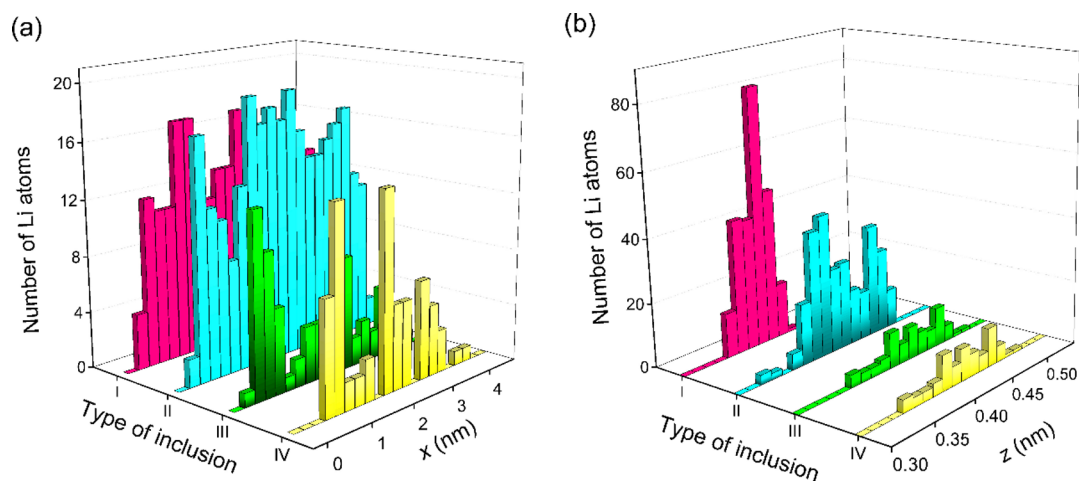 (a)
20
16
12
8
4
0
Number of Li atoms
I
II
III
IV
Type of inclusion
0
1
2
3
4
x (nm)
(b)
80
60
40
20
0
Number of Li atoms
I
II
III
IV
Type of inclusion
0.30
0.35
0.40
0.45
0.50
z (nm)